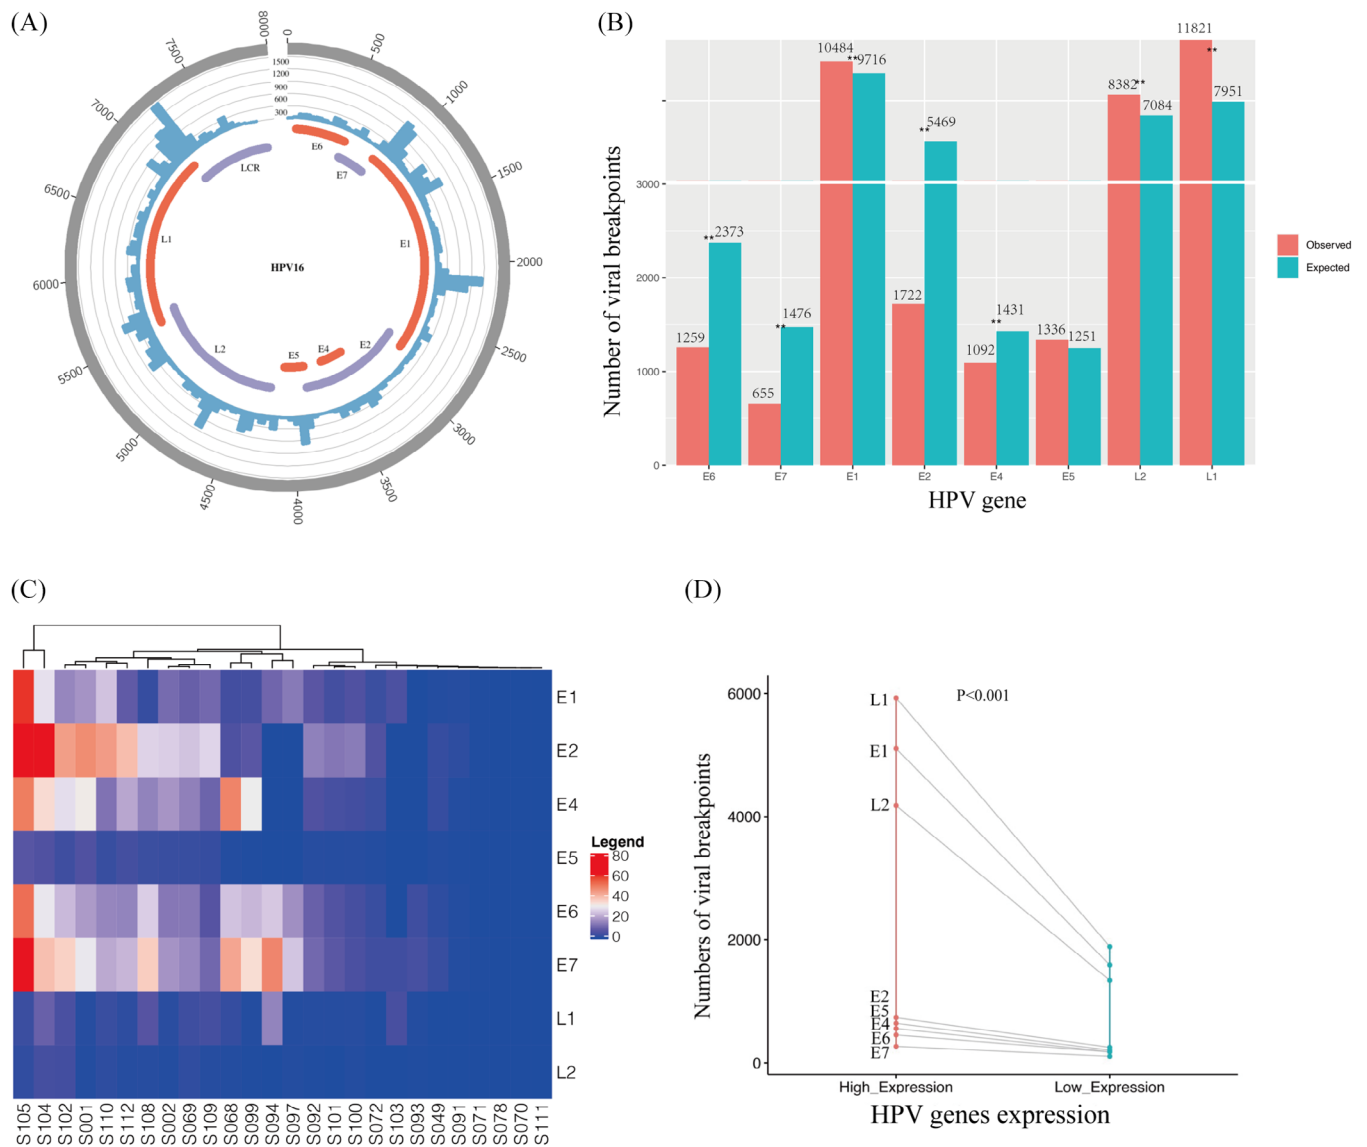 (A)
0
500
1000
1500
2000
2500
3000
3500
4000
4500
5000
5500
6000
6500
7000
7500
8000
1500
1200
900
600
300
E6
E7
LCR
L1
E1
HPV16
L2
E5
E4
E2
(B)
Number of viral breakpoints
3000
2000
1000
0
1259
**2373
655
**
1476
10484
**9716
1722
**
5469
1092
**
1431
1336
1251
8382**
7084
11821
**
7951
E6 E7 E1 E2 E4 E5 L2 L1
HPV gene
Observed
Expected
(C)
E1
E2
E4
E5
E6
E7
L1
L2
Legend
80
60
40
20
0
S105 S104 S102 S001 S110 S112 S108 S002 S069 S109 S068 S099 S094 S097 S092 S101 S100 S072 S103 S093 S049 S091 S071 S078 S070 S111
(D)
Numbers of viral breakpoints
6000
4000
2000
0
P<0.001
L1
E1
L2
E2
E5
E4
E6
E7
High_Expression Low_Expression
HPV genes expression